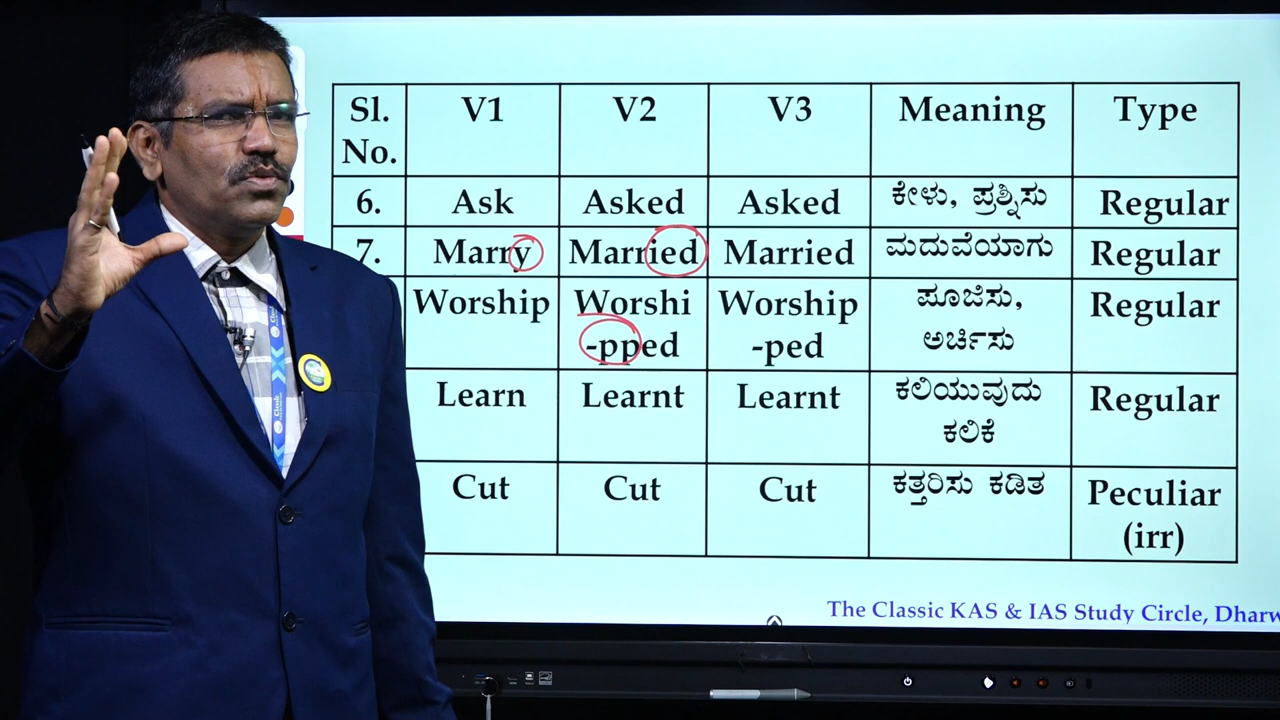 Sl. No. V1 V2 V3 Meaning Type
6. Ask Asked Asked ಕೇಳು, ಪ್ರಶ್ನಿಸು Regular
7. Marry Married Married ಮದುವೆಯಾಗು Regular
Worship Worshi -pped Worship -ped ಪೂಜಿಸು, ಅರ್ಚಿಸು Regular
Learn Learnt Learnt ಕಲಿಯುವುದು ಕಲಿಕೆ Regular
Cut Cut Cut ಕತ್ತರಿಸು ಕಡಿತ Peculiar (irr)
The Classic KAS & IAS Study Circle, Dharw
Classic